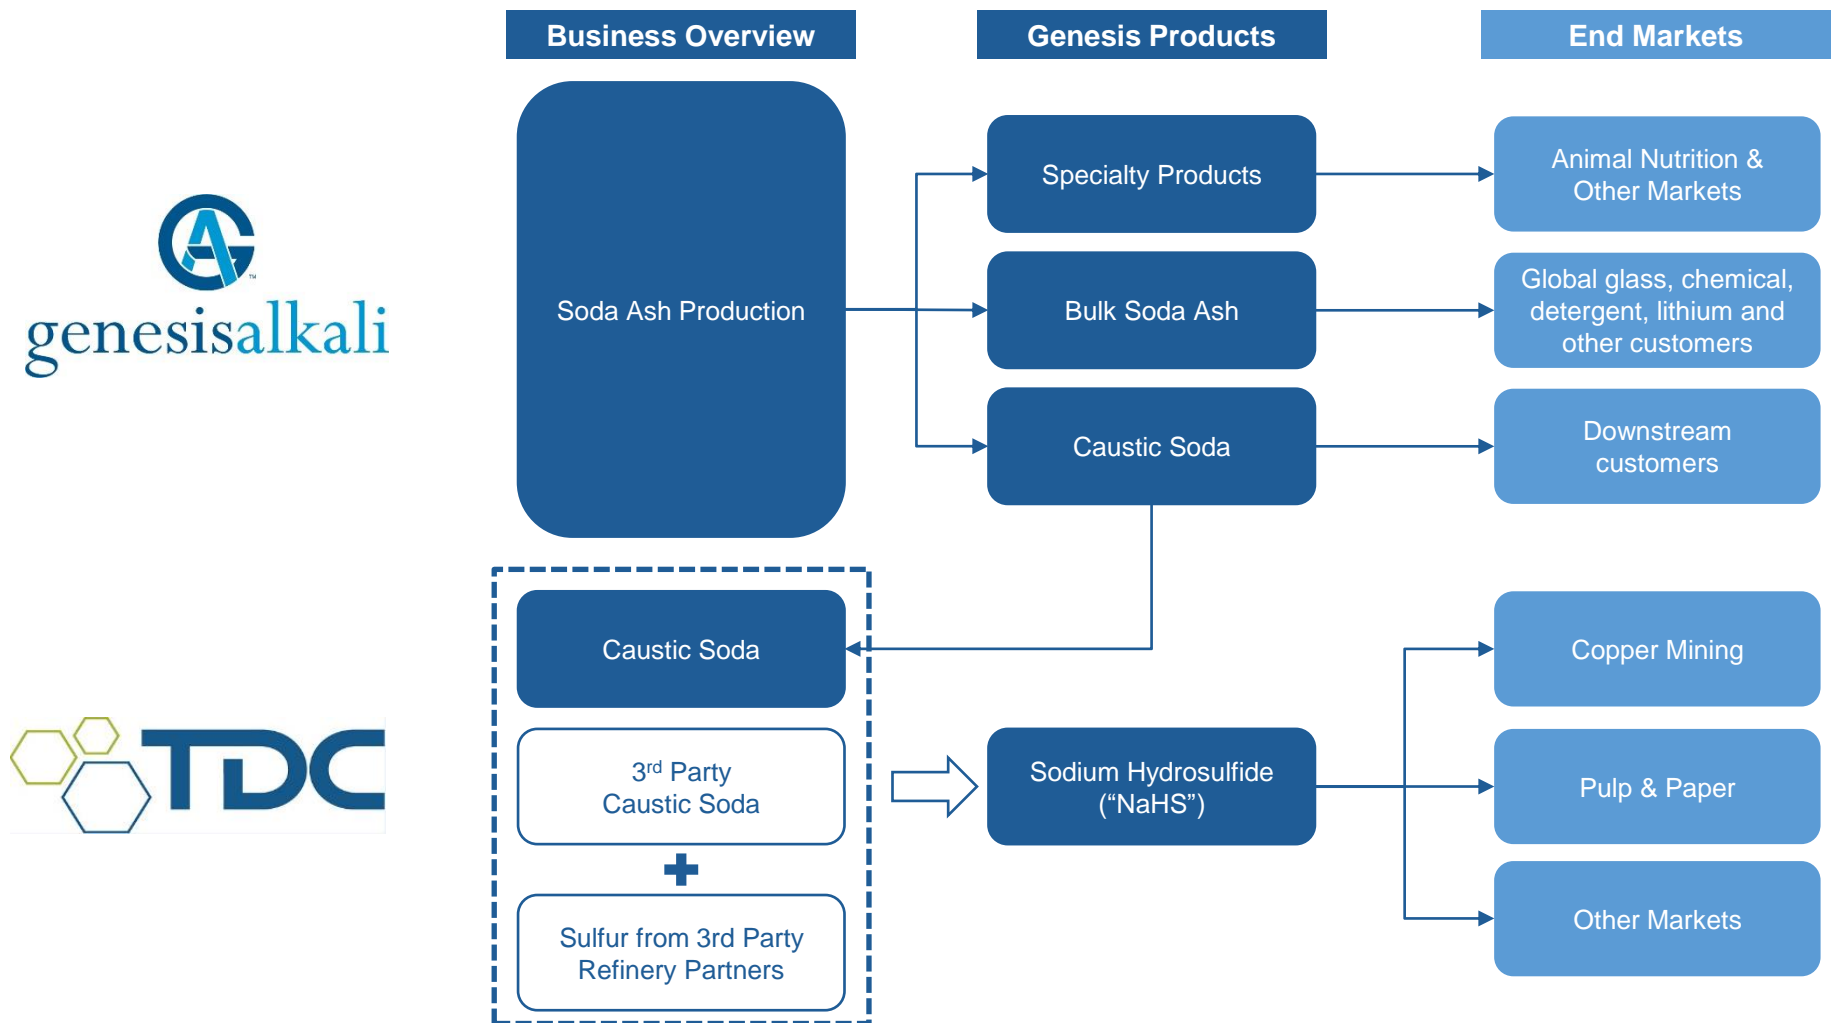 Business Overview
Genesis Products
End Markets
genesisalkali
TM
Soda Ash Production
Specialty Products
Animal Nutrition &
Other Markets
Bulk Soda Ash
Global glass, chemical,
detergent, lithium and
other customers
Caustic Soda
Downstream
customers
TDC
Caustic Soda
3rd Party
Caustic Soda
Sulfur from 3rd Party
Refinery Partners
Sodium Hydrosulfide
(“NaHS”)
Copper Mining
Pulp & Paper
Other Markets